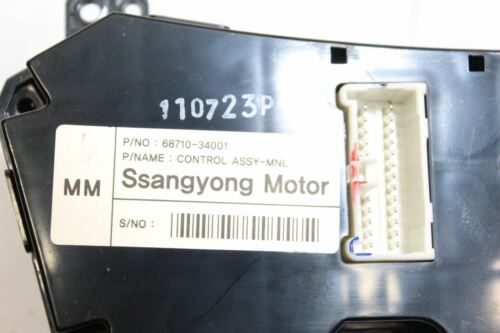 110723P
P/NO : 68710-34001
P/NAME : CONTROL ASSY-MNL
MM
Ssangyong Motor
S/NO :